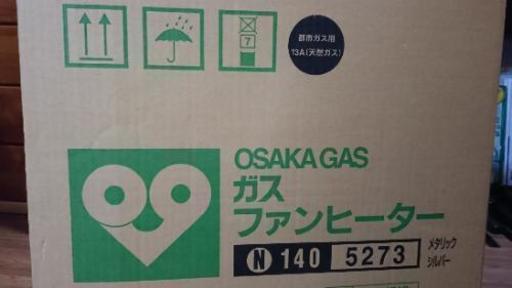 7
都市ガス用
13A(天然ガス)
OSAKA GAS
ガス
ファンヒーター
N 140 5273
メタリック
シルバー